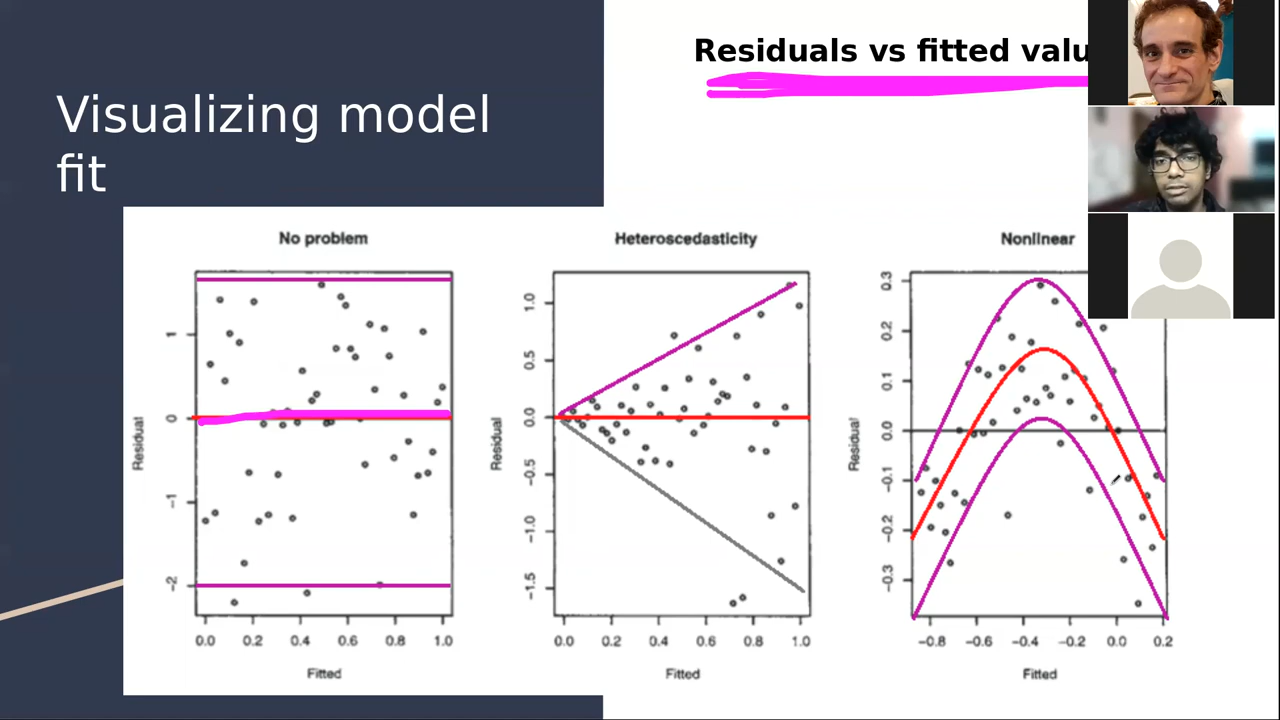 Visualizing model
fit
Residuals vs fitted valu
No problem
Residual
1
0
−1
−2
0.0 0.2 0.4 0.6 0.8 1.0
Fitted
Heteroscedasticity
Residual
1.0
0.5
0.0
−0.5
−1.0
−1.5
0.0 0.2 0.4 0.6 0.8 1.0
Fitted
Nonlinear
Residual
0.3
0.2
0.1
0.0
−0.1
−0.2
−0.3
−0.8 −0.6 −0.4 −0.2 0.0 0.2
Fitted